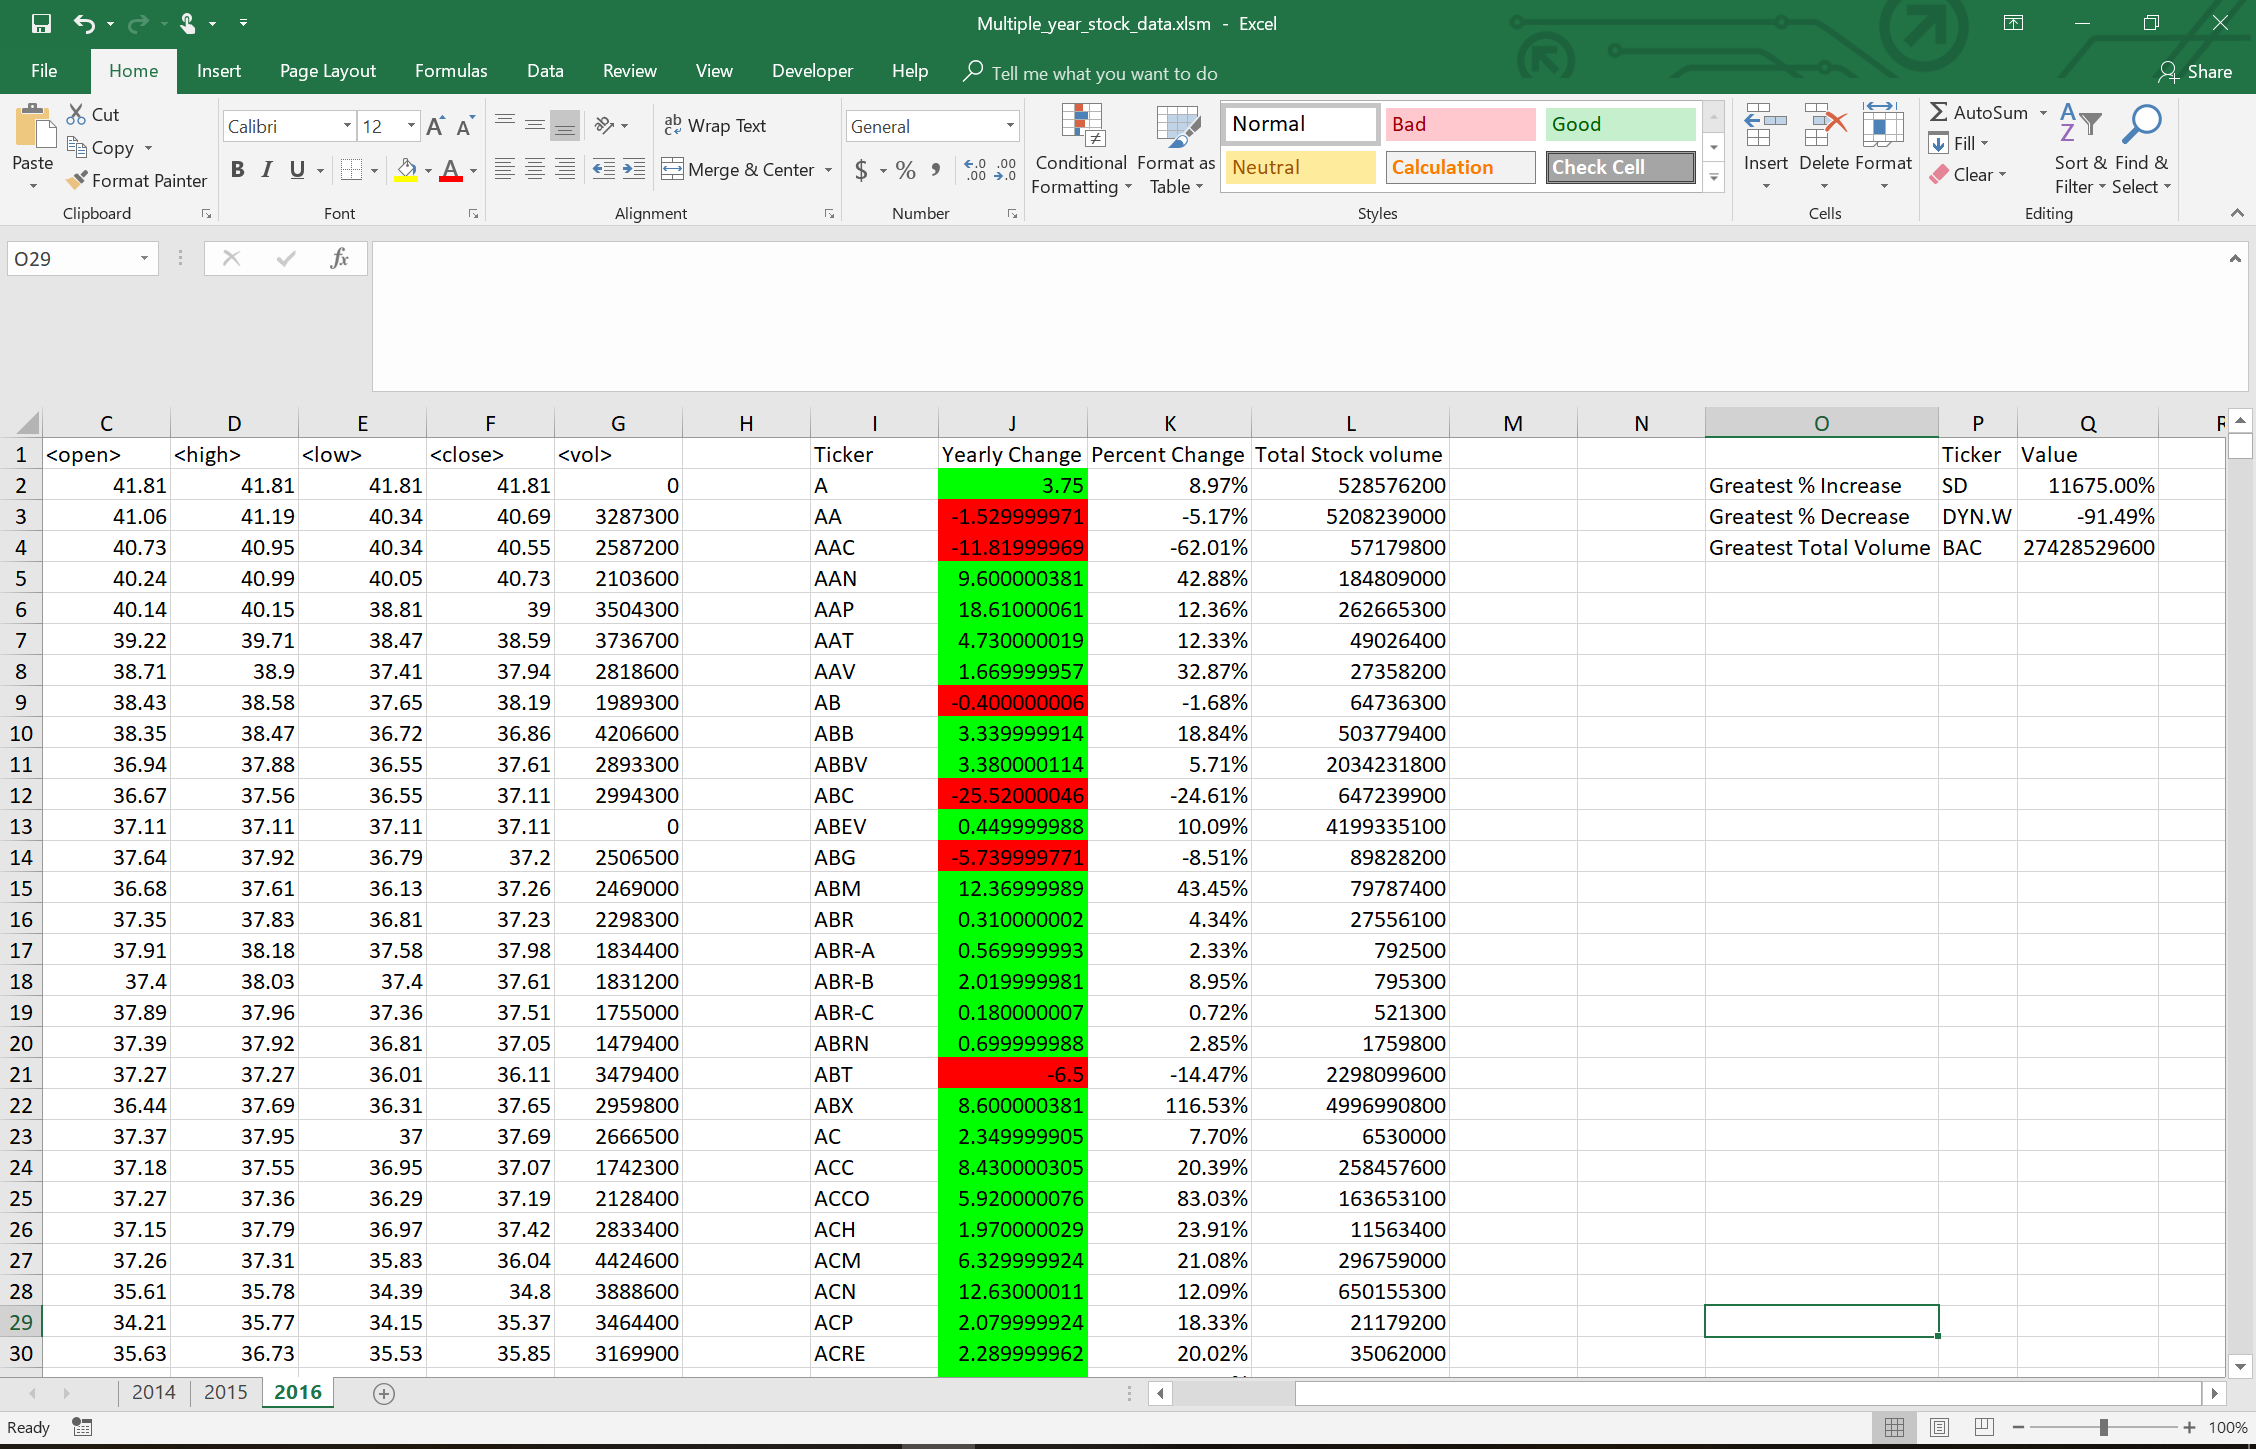 Multiple_year_stock_data.xlsm - Excel
File Home Insert Page Layout Formulas Data Review View Developer Help Tell me what you want to do Share
Paste Cut Copy Format Painter Clipboard
Calibri 12 A A B I U A Font
ab Wrap Text Merge & Center Alignment
General $ % , .0 .00 .00 .0 Number
Conditional Formatting Format as Table Normal Bad Good Neutral Calculation Check Cell Styles
Insert Delete Format Cells
AutoSum Fill Clear Sort & Filter Find & Select Editing
O29 fx
C D E F G H I J K L M N O P Q R
1 <open> <high> <low> <close> <vol> Ticker Yearly Change Percent Change Total Stock volume Ticker Value
2 41.81 41.81 41.81 41.81 0 A 3.75 8.97% 528576200 Greatest % Increase SD 11675.00%
3 41.06 41.19 40.34 40.69 3287300 AA -1.529999971 -5.17% 5208239000 Greatest % Decrease DYN.W -91.49%
4 40.73 40.95 40.34 40.55 2587200 AAC -11.81999969 -62.01% 57179800 Greatest Total Volume BAC 27428529600
5 40.24 40.99 40.05 40.73 2103600 AAN 9.600000381 42.88% 184809000
6 40.14 40.15 38.81 39 3504300 AAP 18.61000061 12.36% 262665300
7 39.22 39.71 38.47 38.59 3736700 AAT 4.730000019 12.33% 49026400
8 38.71 38.9 37.41 37.94 2818600 AAV 1.669999957 32.87% 27358200
9 38.43 38.58 37.65 38.19 1989300 AB -0.400000006 -1.68% 64736300
10 38.35 38.47 36.72 36.86 4206600 ABB 3.339999914 18.84% 503779400
11 36.94 37.88 36.55 37.61 2893300 ABBV 3.380000114 5.71% 2034231800
12 36.67 37.56 36.55 37.11 2994300 ABC -25.52000046 -24.61% 647239900
13 37.11 37.11 37.11 37.11 0 ABEV 0.449999988 10.09% 4199335100
14 37.64 37.92 36.79 37.2 2506500 ABG -5.739999771 -8.51% 89828200
15 36.68 37.61 36.13 37.26 2469000 ABM 12.36999989 43.45% 79787400
16 37.35 37.83 36.81 37.23 2298300 ABR 0.310000002 4.34% 27556100
17 37.91 38.18 37.58 37.98 1834400 ABR-A 0.569999993 2.33% 792500
18 37.4 38.03 37.4 37.61 1831200 ABR-B 2.019999981 8.95% 795300
19 37.89 37.96 37.36 37.51 1755000 ABR-C 0.180000007 0.72% 521300
20 37.39 37.92 36.81 37.05 1479400 ABRN 0.699999988 2.85% 1759800
21 37.27 37.27 36.01 36.11 3479400 ABT -6.5 -14.47% 2298099600
22 36.44 37.69 36.31 37.65 2959800 ABX 8.600000381 116.53% 4996990800
23 37.37 37.95 37 37.69 2666500 AC 2.349999905 7.70% 6530000
24 37.18 37.55 36.95 37.07 1742300 ACC 8.430000305 20.39% 258457600
25 37.27 37.36 36.29 37.19 2128400 ACCO 5.920000076 83.03% 163653100
26 37.15 37.79 36.97 37.42 2833400 ACH 1.970000029 23.91% 11563400
27 37.26 37.31 35.83 36.04 4424600 ACM 6.329999924 21.08% 296759000
28 35.61 35.78 34.39 34.8 3888600 ACN 12.63000011 12.09% 650155300
29 34.21 35.77 34.15 35.37 3464400 ACP 2.079999924 18.33% 21179200
30 35.63 36.73 35.53 35.85 3169900 ACRE 2.289999962 20.02% 35062000
2014 2015 2016
Ready 100%